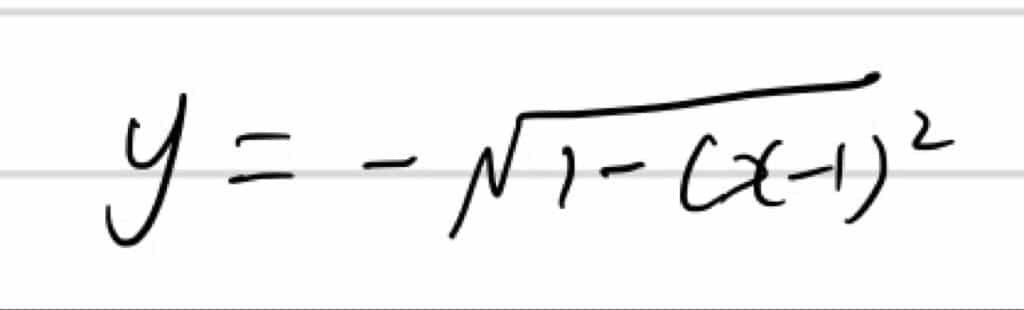 y = -√(1-(x-1)²)